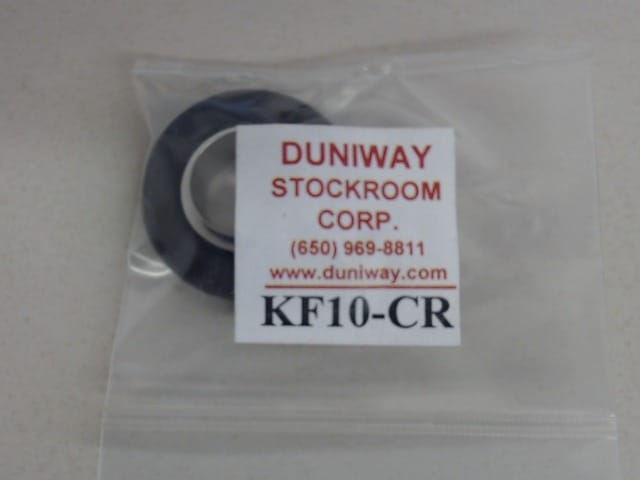 DUNIWAY
STOCKROOM
CORP.
(650) 969-8811
www.duniway.com
KF10-CR